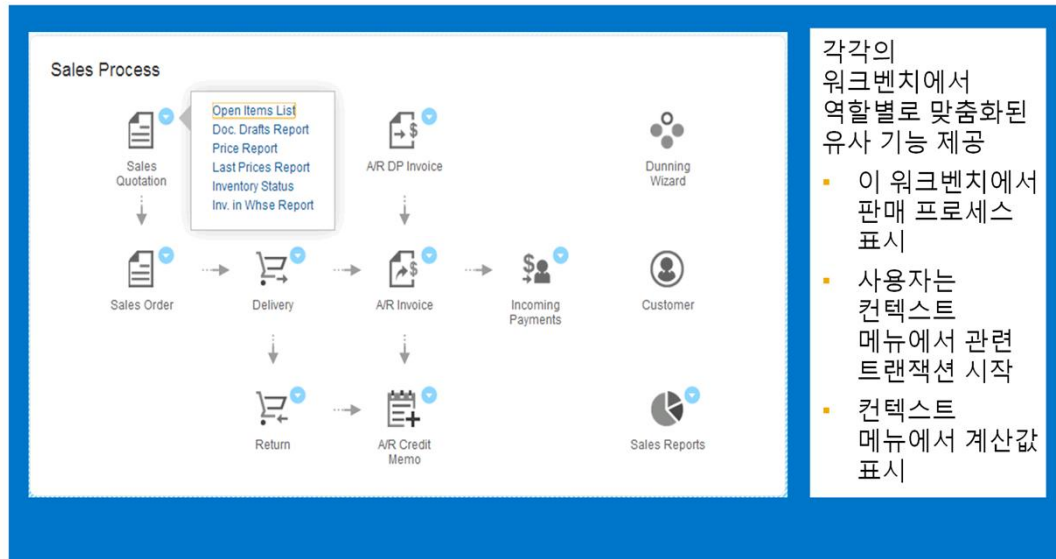 Sales Process
Open Items List
Doc. Drafts Report
Price Report
Last Prices Report
Inventory Status
Inv. in Whse Report
Sales
Quotation
A/R DP Invoice
Dunning
Wizard
Sales Order
Delivery
A/R Invoice
Incoming
Payments
Customer
Return
A/R Credit
Memo
Sales Reports
각각의
워크벤치에서
역할별로 맞춤화된
유사 기능 제공
▪ 이 워크벤치에서
판매 프로세스
표시
▪ 사용자는
컨텍스트
메뉴에서 관련
트랜잭션 시작
▪ 컨텍스트
메뉴에서 계산값
표시